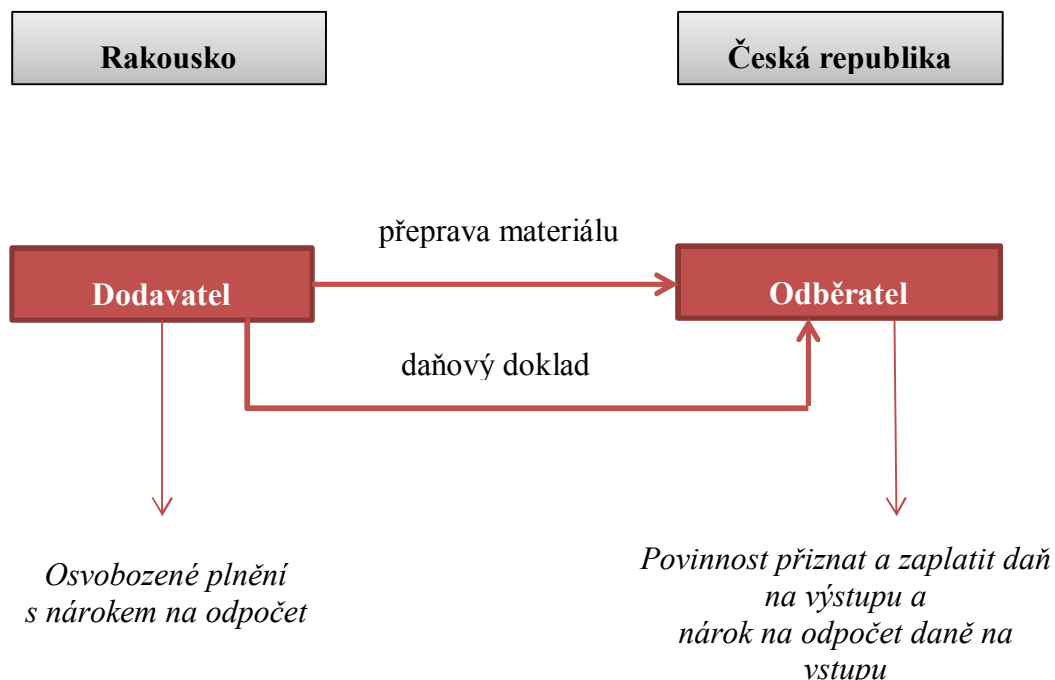 Rakousko
Česká republika
přeprava materiálu
Dodavatel
Odběratel
daňový doklad
Osvobozené plnění
s nárokem na odpočet
Povinnost přiznat a zaplatit daň
na výstupu a
nárok na odpočet daně na
vstupu